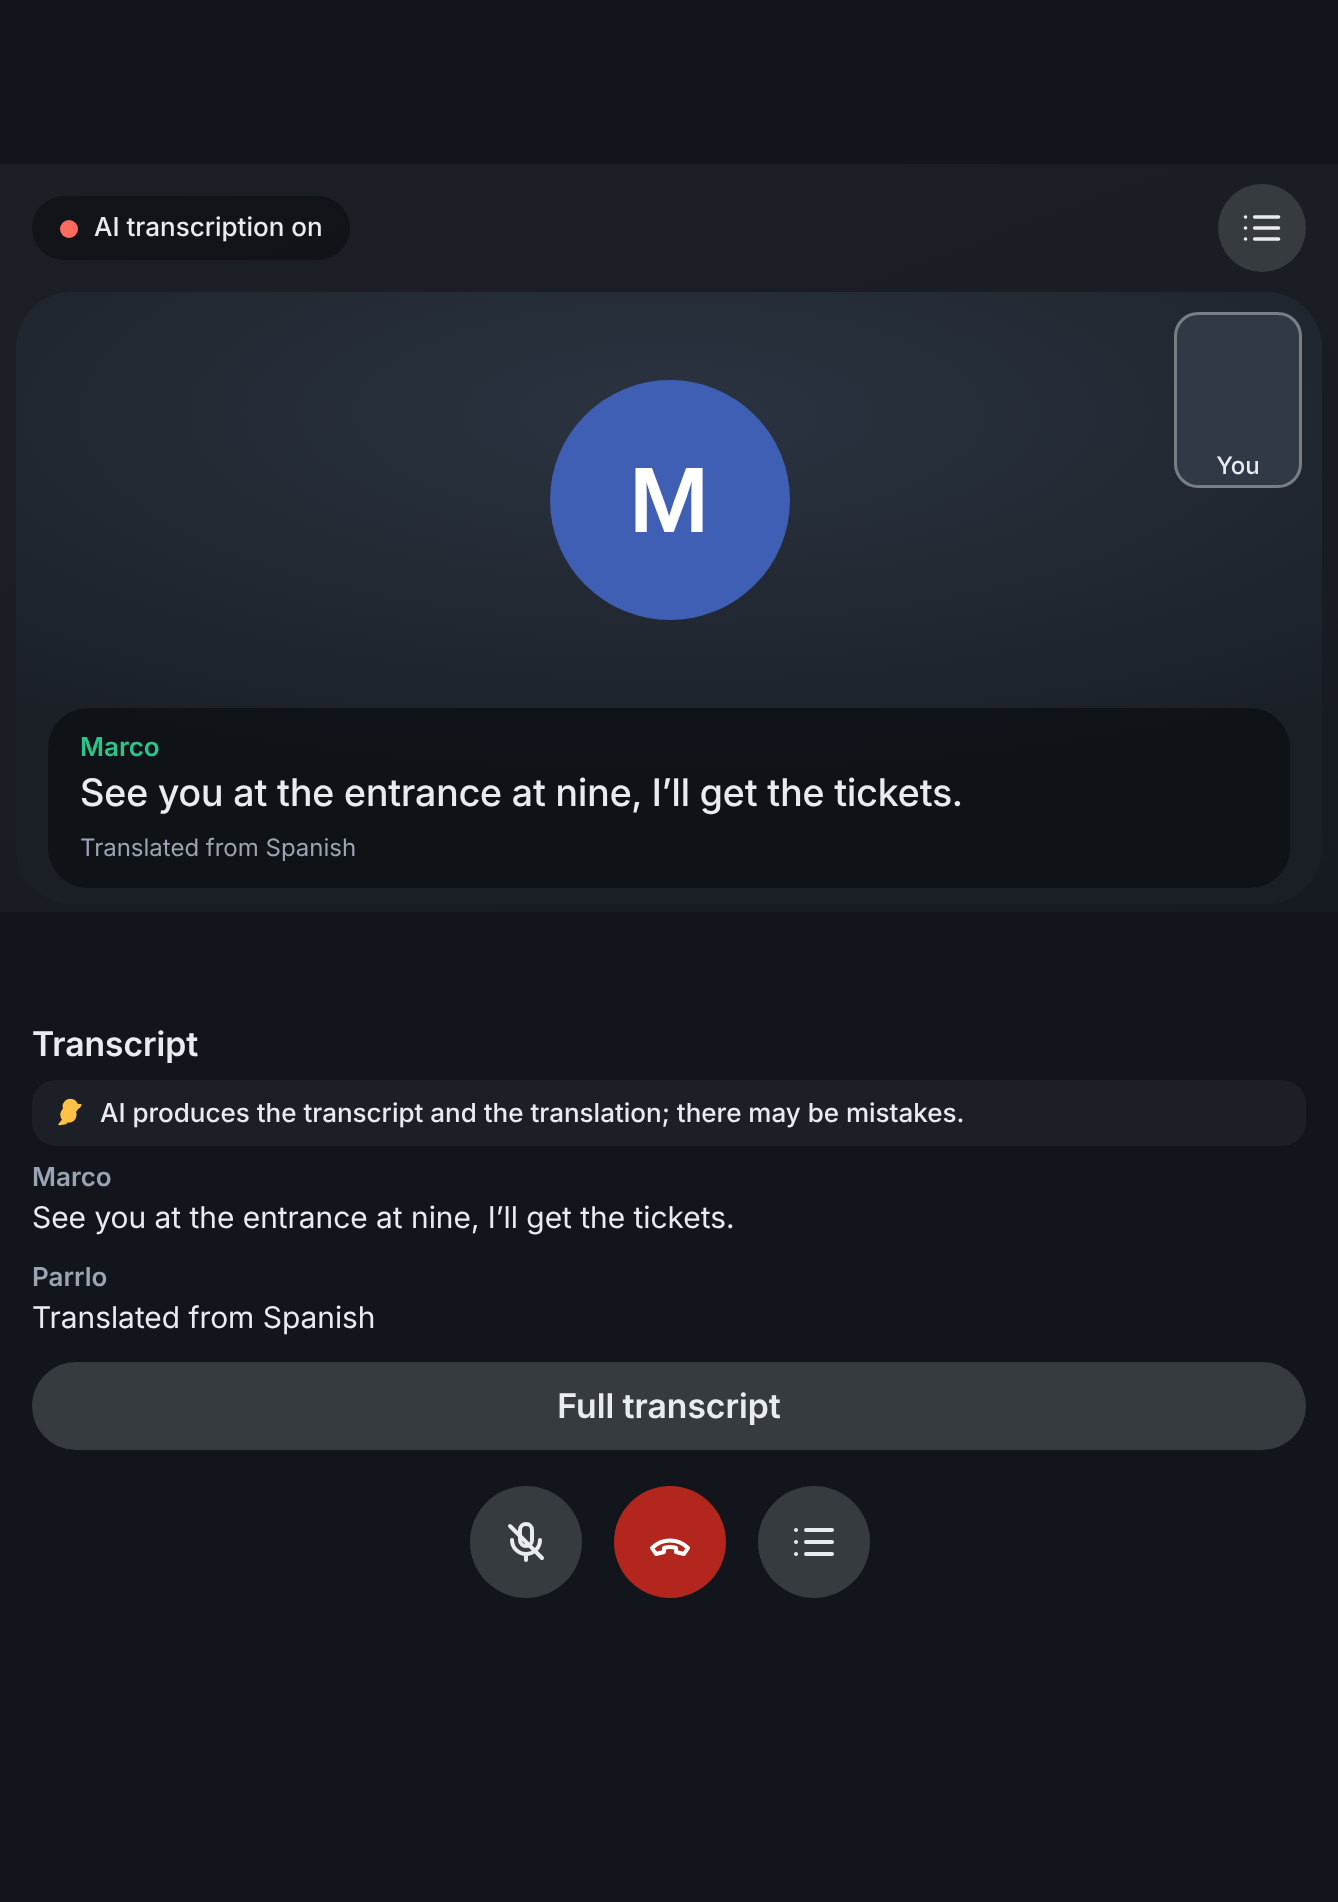 AI transcription on
M
You
Marco
See you at the entrance at nine, I’ll get the tickets.
Translated from Spanish
Transcript
AI produces the transcript and the translation; there may be mistakes.
Marco
See you at the entrance at nine, I’ll get the tickets.
Parrlo
Translated from Spanish
Full transcript